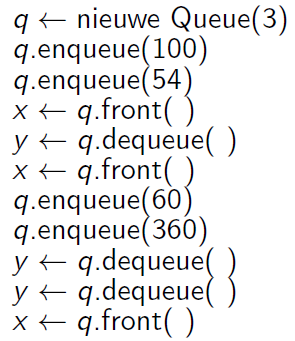 q ← nieuwe Queue(3)
q.enqueue(100)
q.enqueue(54)
x ← q.front( )
y ← q.dequeue( )
x ← q.front( )
q.enqueue(60)
q.enqueue(360)
y ← q.dequeue( )
y ← q.dequeue( )
x ← q.front( )